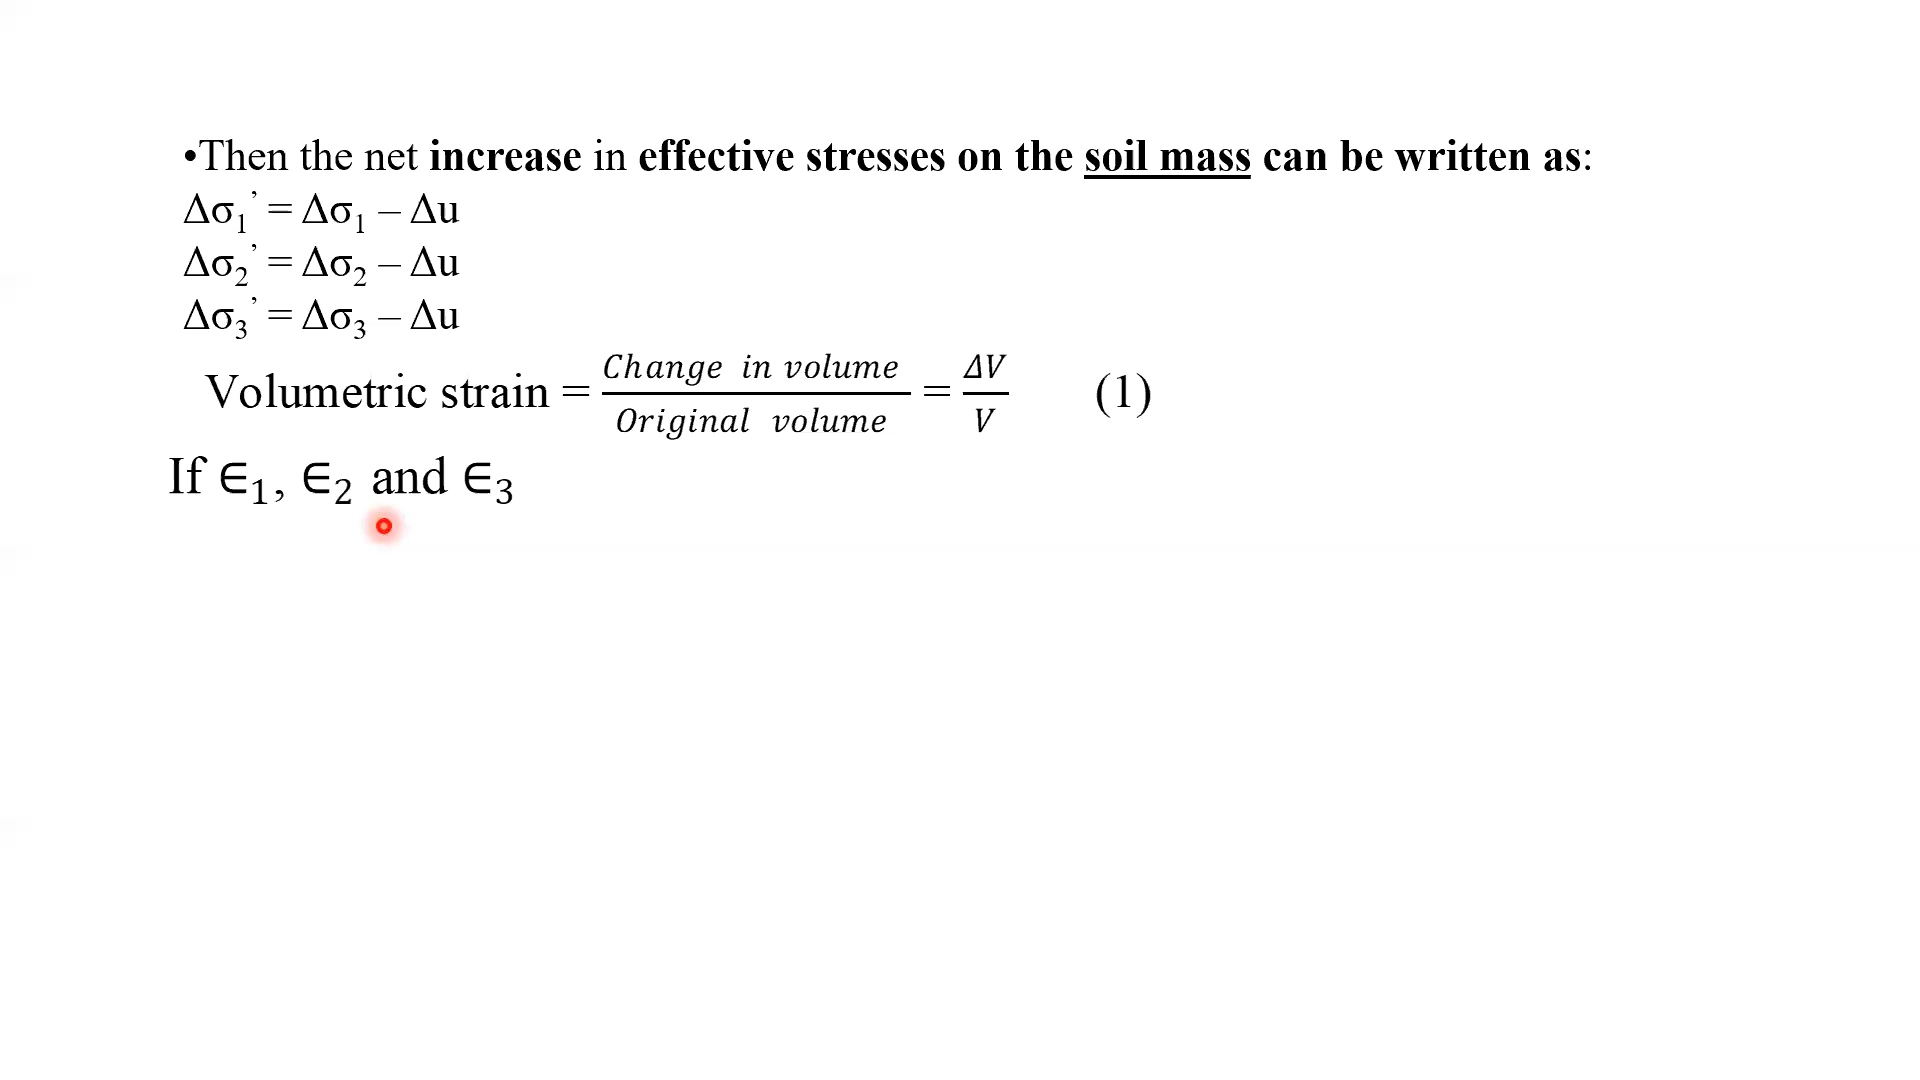 •Then the net increase in effective stresses on the soil mass can be written as:
Δσ₁’ = Δσ₁ – Δu
Δσ₂’ = Δσ₂ – Δu
Δσ₃’ = Δσ₃ – Δu
Volumetric strain = Change in volume / Original volume = ΔV / V (1)
If ∈₁, ∈₂ and ∈₃